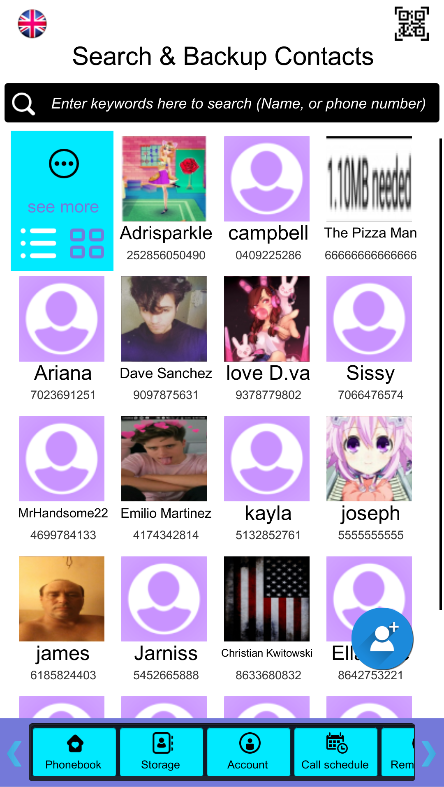 Search & Backup Contacts
Enter keywords here to search (Name, or phone number)
see more
Adrisparkle
252856050490
campbell
0409225286
1.10MB needed
The Pizza Man
66666666666666
Ariana
7023691251
Dave Sanchez
9097875631
love D.va
9378779802
Sissy
7066476574
MrHandsome22
4699784133
Emilio Martinez
4174342814
kayla
5132852761
joseph
5555555555
james
6185824403
Jarniss
5452665888
Christian Kwitowski
8633680832
8642753221
Phonebook
Storage
Account
Call schedule
Rem